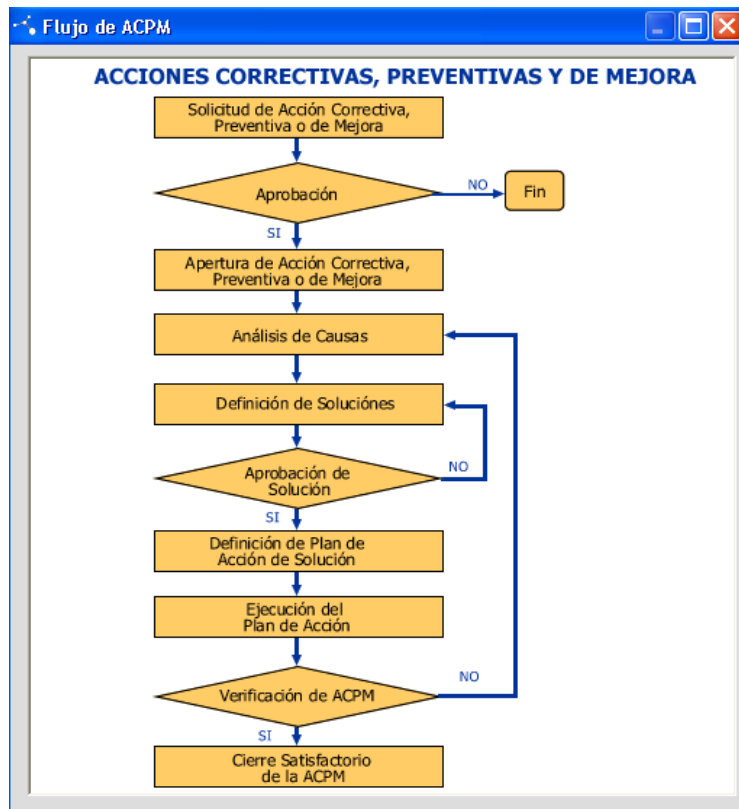 Flujo de ACPM
ACCIONES CORRECTIVAS, PREVENTIVAS Y DE MEJORA
Solicitud de Acción Correctiva,
Preventiva o de Mejora
Aprobación
NO
Fin
SI
Apertura de Acción Correctiva,
Preventiva o de Mejora
Análisis de Causas
Definición de Soluciónes
Aprobación de
Solución
NO
SI
Definición de Plan de
Acción de Solución
Ejecución del
Plan de Acción
Verificación de ACPM
NO
SI
Cierre Satisfactorio
de la ACPM